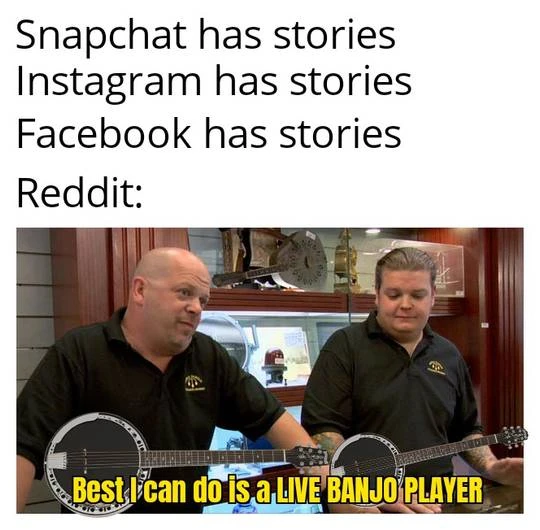 Snapchat has stories
Instagram has stories
Facebook has stories
Reddit:
Best I can do is a LIVE BANJO PLAYER